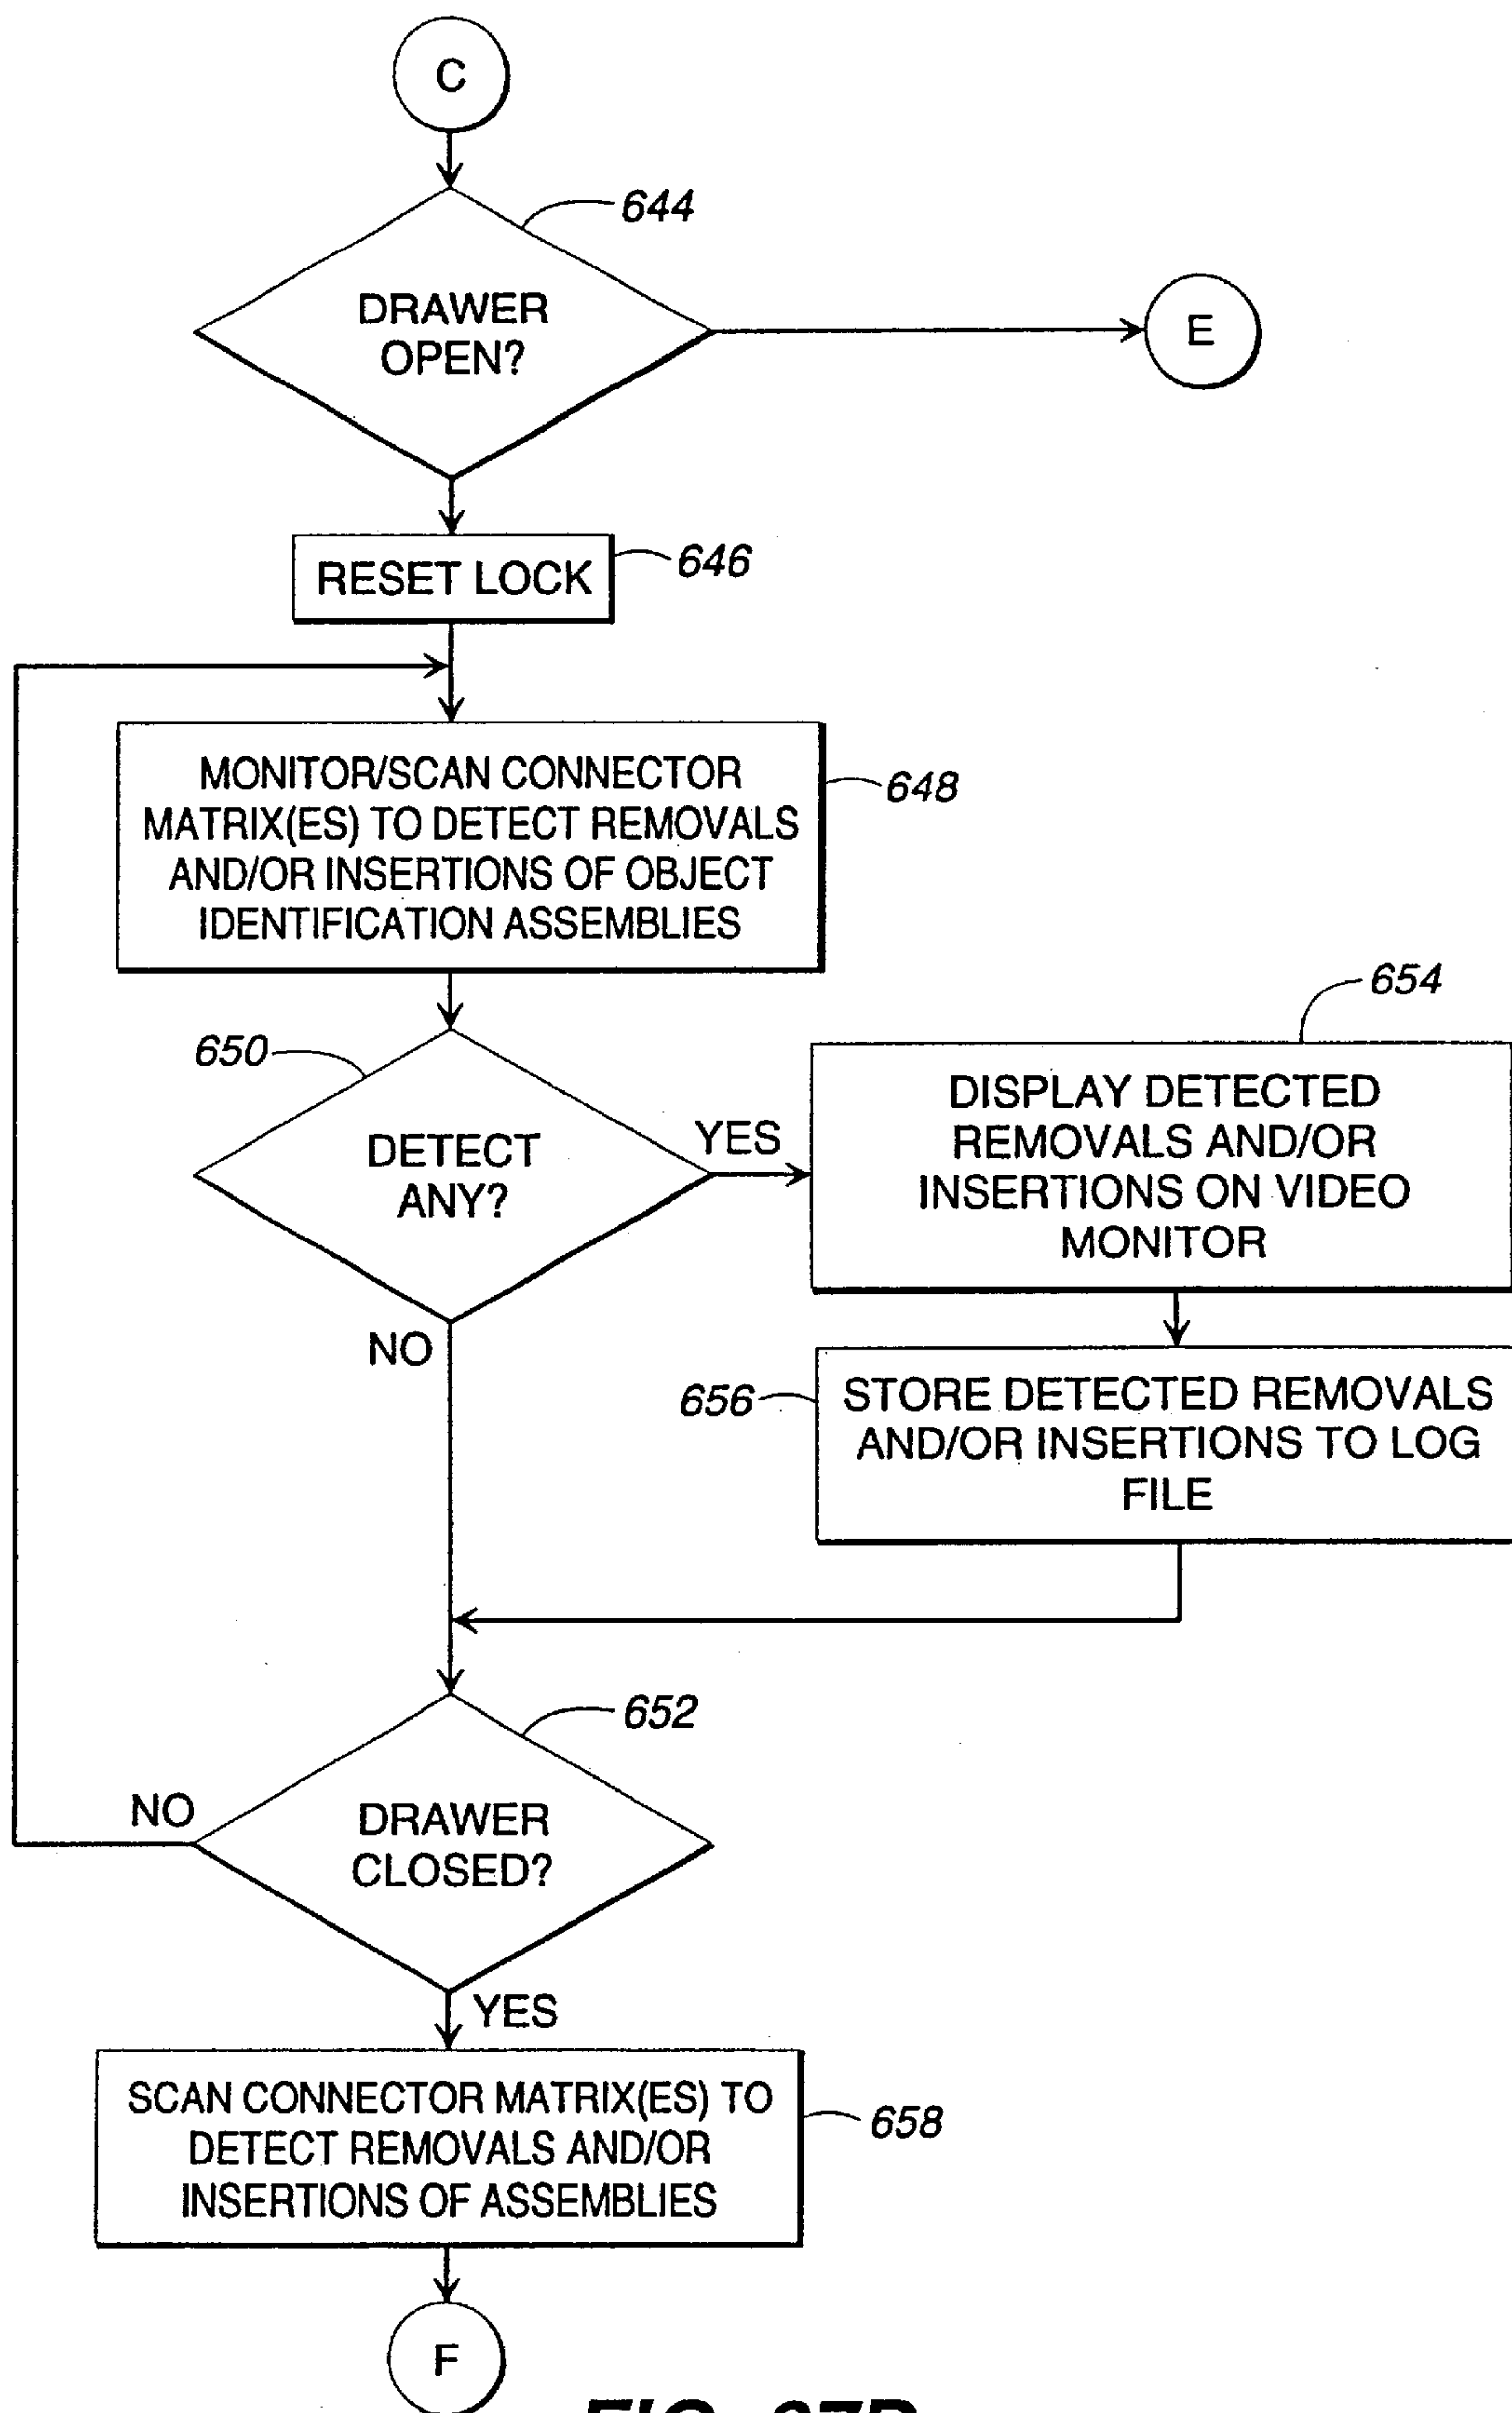 C
644
DRAWER
OPEN?
E
RESET LOCK
646
MONITOR/SCAN CONNECTOR
MATRIX(ES) TO DETECT REMOVALS
AND/OR INSERTIONS OF OBJECT
IDENTIFICATION ASSEMBLIES
648
650
DETECT
ANY?
YES
NO
654
DISPLAY DETECTED
REMOVALS AND/OR
INSERTIONS ON VIDEO
MONITOR
656
STORE DETECTED REMOVALS
AND/OR INSERTIONS TO LOG
FILE
652
DRAWER
CLOSED?
NO
YES
SCAN CONNECTOR MATRIX(ES) TO
DETECT REMOVALS AND/OR
INSERTIONS OF ASSEMBLIES
658
F